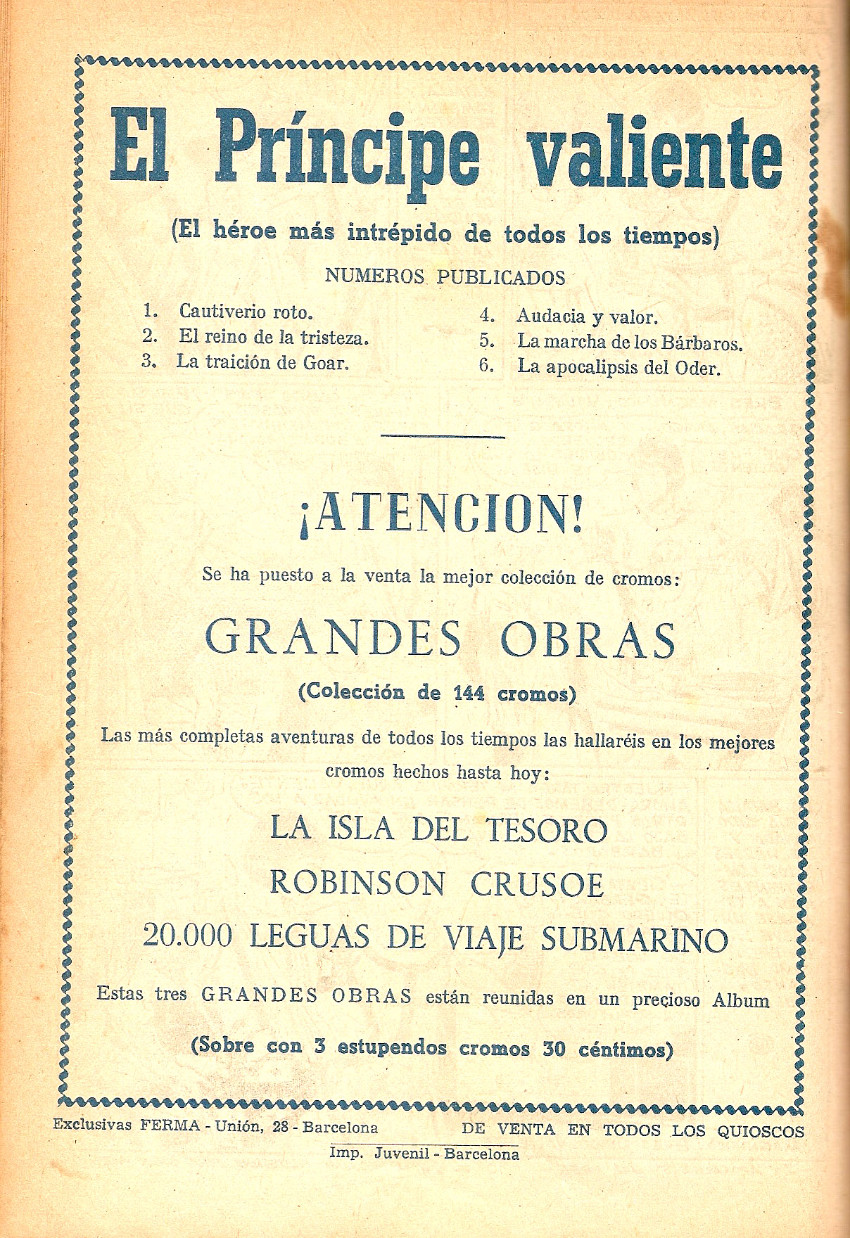 El Príncipe valiente
(El héroe más intrépido de todos los tiempos)
NUMEROS PUBLICADOS
1. Cautiverio roto.
2. El reino de la tristeza.
3. La traición de Goar.
4. Audacia y valor.
5. La marcha de los Bárbaros.
6. La apocalipsis del Oder.
¡ATENCION!
Se ha puesto a la venta la mejor colección de cromos:
GRANDES OBRAS
(Colección de 144 cromos)
Las más completas aventuras de todos los tiempos las hallaréis en los mejores
cromos hechos hasta hoy:
LA ISLA DEL TESORO
ROBINSON CRUSOE
20.000 LEGUAS DE VIAJE SUBMARINO
Estas tres GRANDES OBRAS están reunidas en un precioso Album
(Sobre con 3 estupendos cromos 30 céntimos)
Exclusivas FERMA - Unión, 28 - Barcelona
DE VENTA EN TODOS LOS QUIOSCOS
Imp. Juvenil - Barcelona